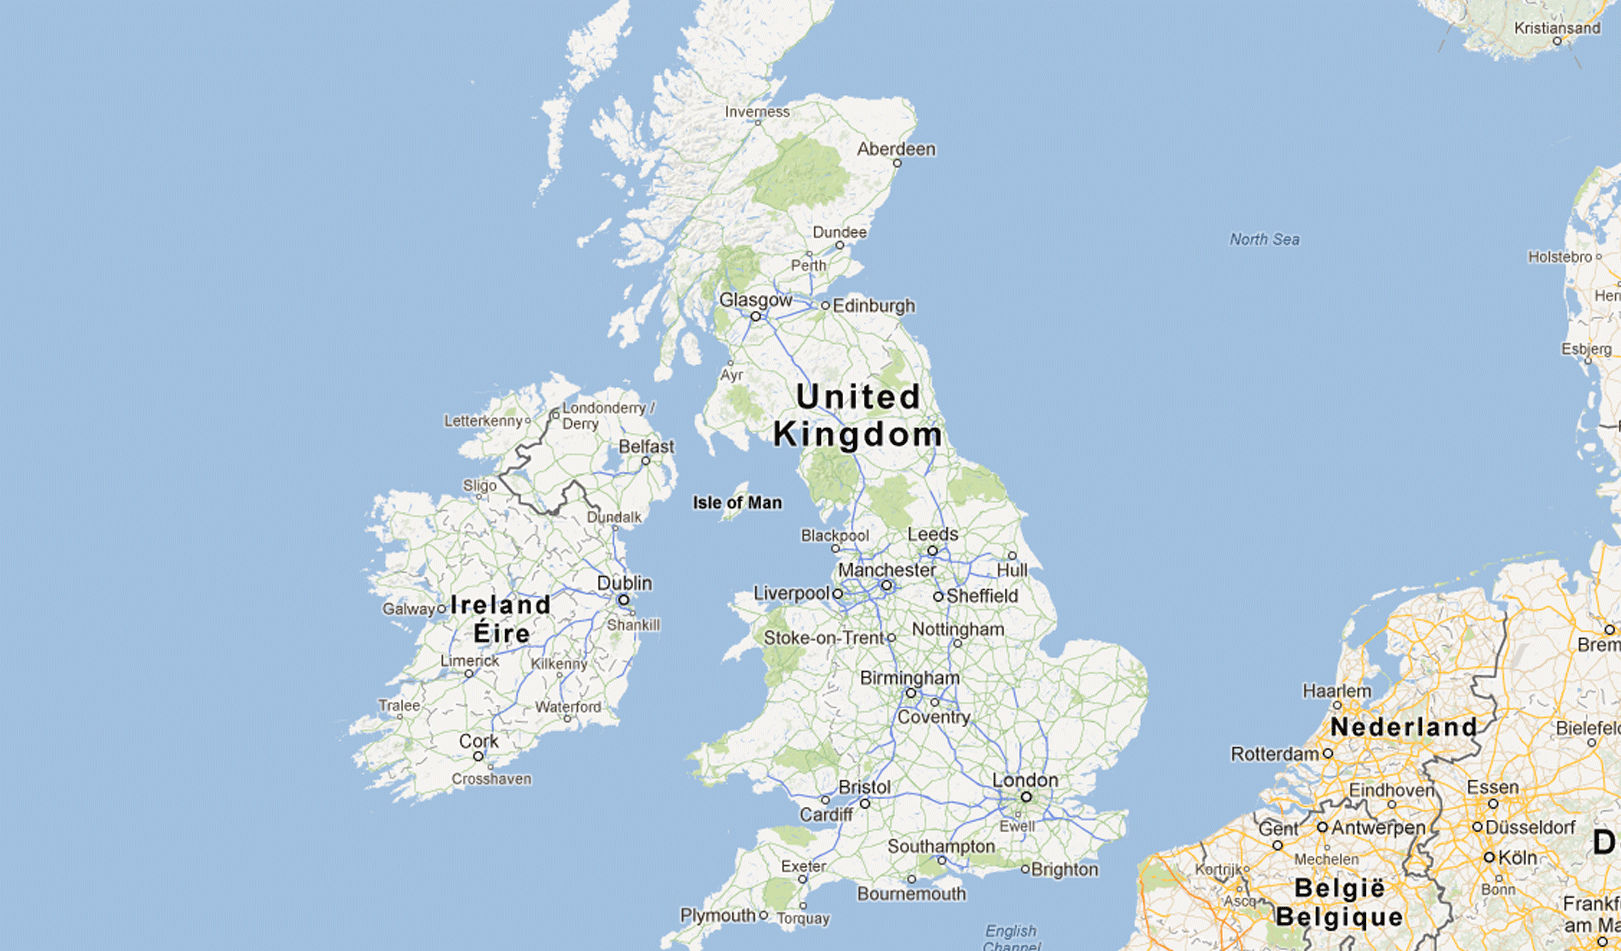 Kristiansand
Inverness
Aberdeen
Dundee
North Sea
Holstebro
Perth
Her
Glasgow
Edinburgh
Esbjerg
Ayr
United
Kingdom
Londonderry /
Derry
Letterkenny
Belfast
Sligo
Isle of Man
Dundalk
Blackpool
Leeds
Manchester
Hull
Dublin
Liverpool
Sheffield
Galway
Ireland
Éire
Shankill
Stoke-on-Trent
Nottingham
Brem
Limerick
Kilkenny
Birmingham
Haarlem
Tralee
Waterford
Coventry
Nederland
Bielefeld
Cork
Rotterdam
Crosshaven
London
Bristol
Eindhoven
Essen
Cardiff
Ewell
Gent
Antwerpen
Düsseldorf
D
Southampton
Mechelen
Köln
Exeter
Brighton
Kortrijk
België
Belgique
Bonn
Bournemouth
Ascq
Frankf
am Ma
Plymouth
Torquay
English
Channel